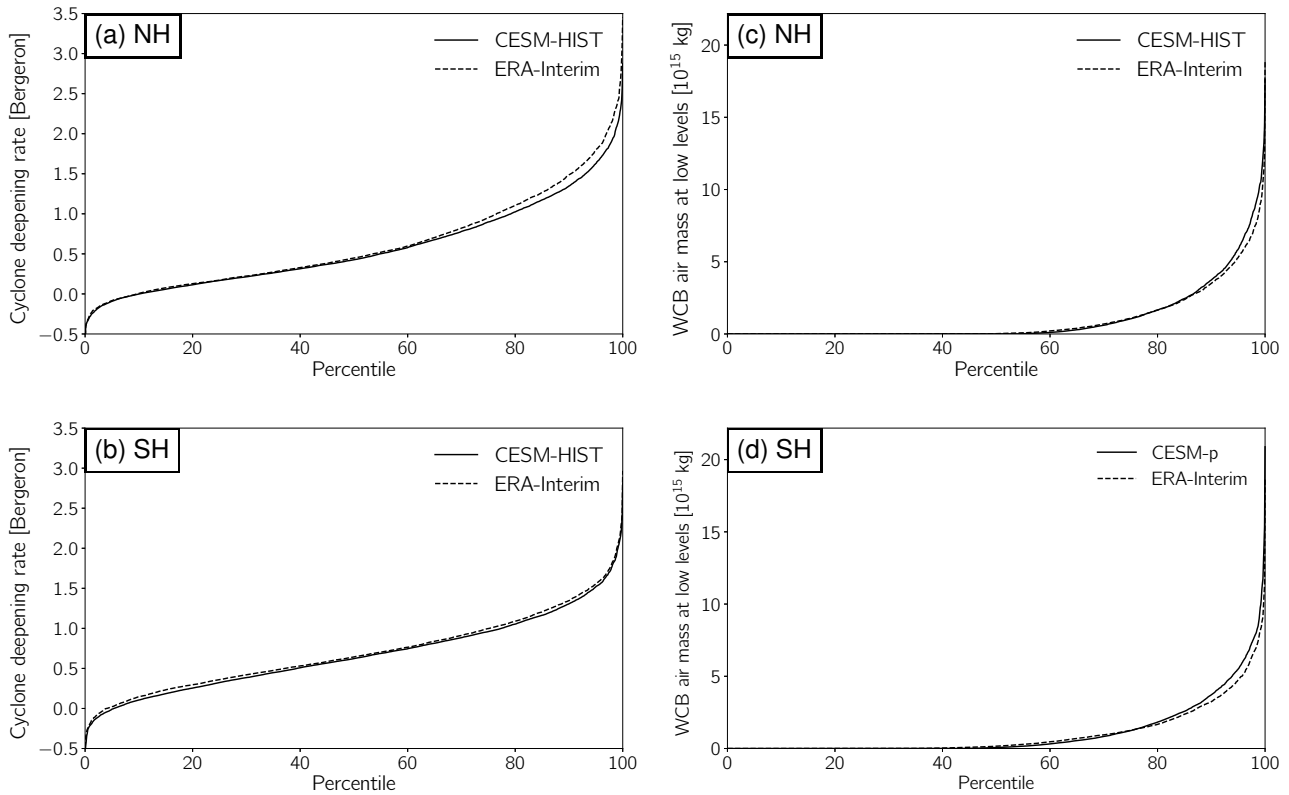 (a) NH
CESM-HIST
ERA-Interim
Cyclone deepening rate [Bergeron]
3.5
3.0
2.5
2.0
1.5
1.0
0.5
0.0
−0.5
0 20 40 60 80 100
Percentile
(c) NH
CESM-HIST
ERA-Interim
WCB air mass at low levels [10^15 kg]
20
15
10
5
0
0 20 40 60 80 100
Percentile
(b) SH
CESM-HIST
ERA-Interim
Cyclone deepening rate [Bergeron]
3.5
3.0
2.5
2.0
1.5
1.0
0.5
0.0
−0.5
0 20 40 60 80 100
Percentile
(d) SH
CESM-p
ERA-Interim
WCB air mass at low levels [10^15 kg]
20
15
10
5
0
0 20 40 60 80 100
Percentile